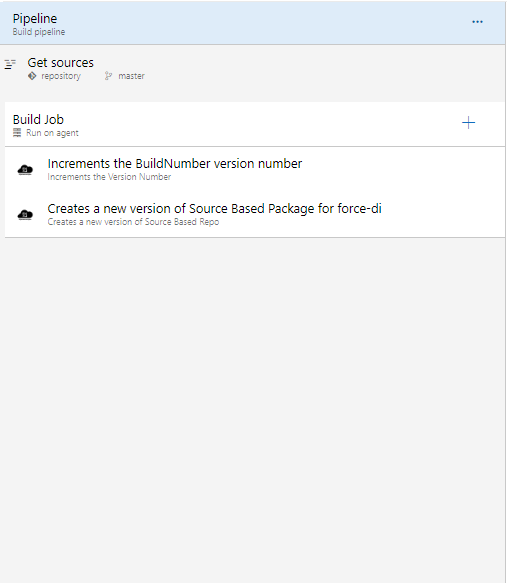 Pipeline
Build pipeline
Get sources
repository master
Build Job
Run on agent
Increments the BuildNumber version number
Increments the Version Number
Creates a new version of Source Based Package for force-di
Creates a new version of Source Based Repo